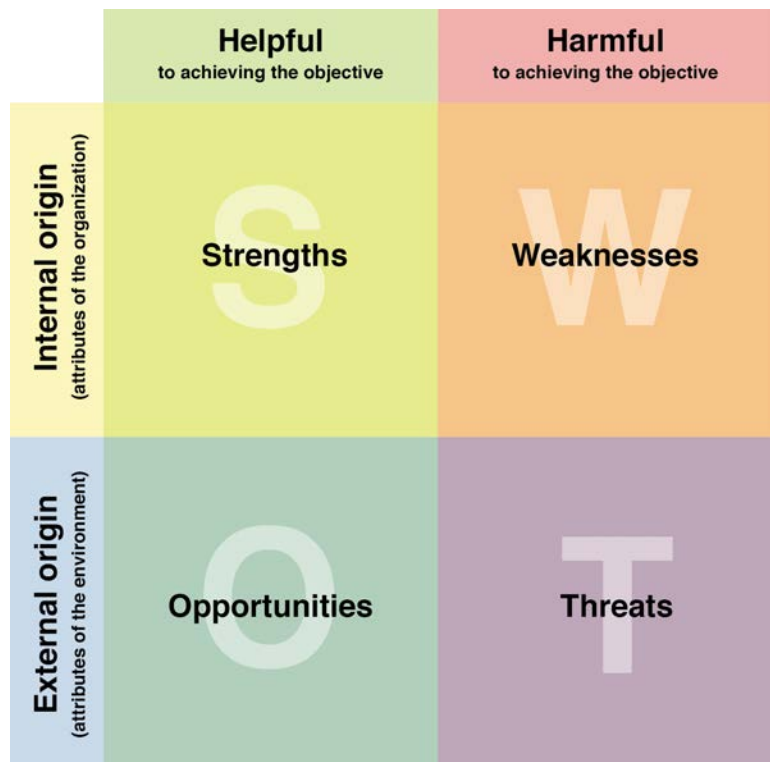 Helpful
to achieving the objective
Harmful
to achieving the objective
Internal origin
(attributes of the organization)
S
Strengths
W
Weaknesses
External origin
(attributes of the environment)
O
Opportunities
T
Threats